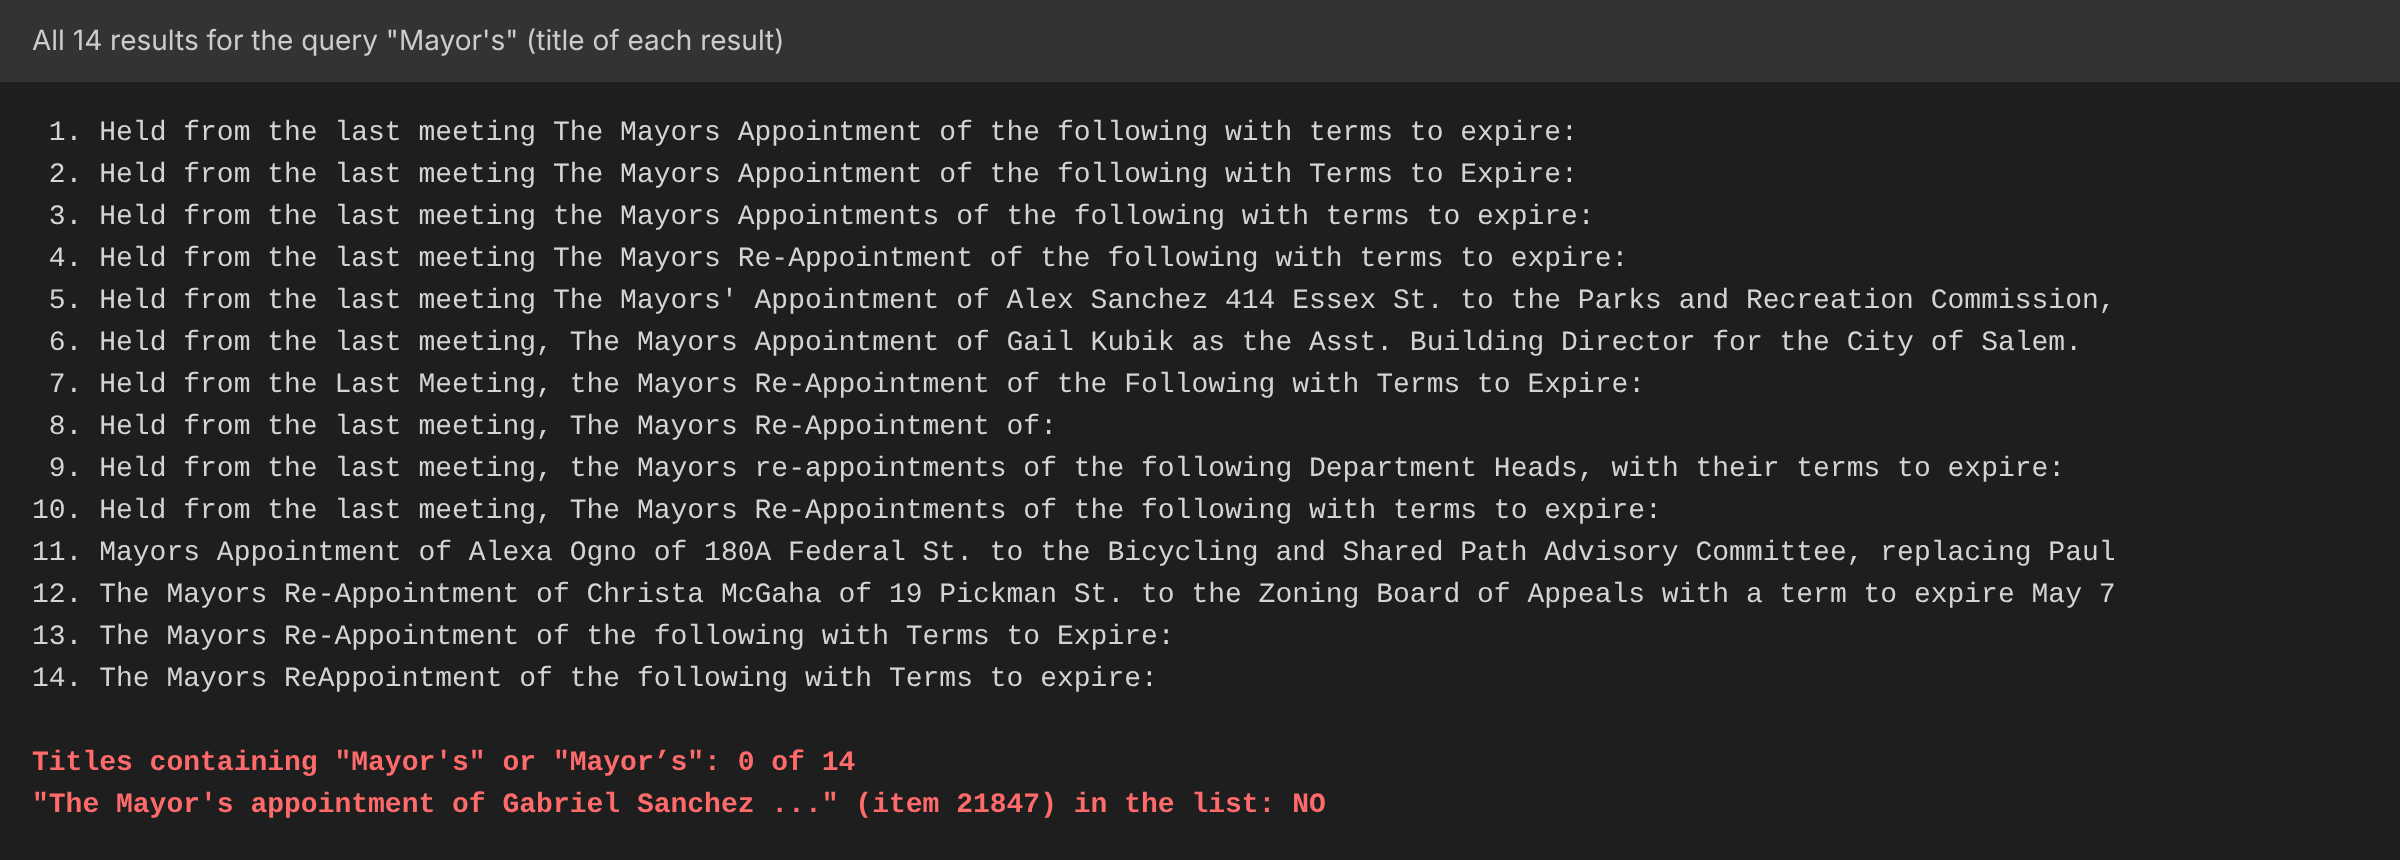 All 14 results for the query "Mayor's" (title of each result)
1. Held from the last meeting The Mayors Appointment of the following with terms to expire:
2. Held from the last meeting The Mayors Appointment of the following with Terms to Expire:
3. Held from the last meeting the Mayors Appointments of the following with terms to expire:
4. Held from the last meeting The Mayors Re-Appointment of the following with terms to expire:
5. Held from the last meeting The Mayors' Appointment of Alex Sanchez 414 Essex St. to the Parks and Recreation Commission,
6. Held from the last meeting, The Mayors Appointment of Gail Kubik as the Asst. Building Director for the City of Salem.
7. Held from the Last Meeting, the Mayors Re-Appointment of the Following with Terms to Expire:
8. Held from the last meeting, The Mayors Re-Appointment of:
9. Held from the last meeting, the Mayors re-appointments of the following Department Heads, with their terms to expire:
10. Held from the last meeting, The Mayors Re-Appointments of the following with terms to expire:
11. Mayors Appointment of Alexa Ogno of 180A Federal St. to the Bicycling and Shared Path Advisory Committee, replacing Paul
12. The Mayors Re-Appointment of Christa McGaha of 19 Pickman St. to the Zoning Board of Appeals with a term to expire May 7
13. The Mayors Re-Appointment of the following with Terms to Expire:
14. The Mayors ReAppointment of the following with Terms to expire:
Titles containing "Mayor's" or "Mayor’s": 0 of 14
"The Mayor's appointment of Gabriel Sanchez ..." (item 21847) in the list: NO